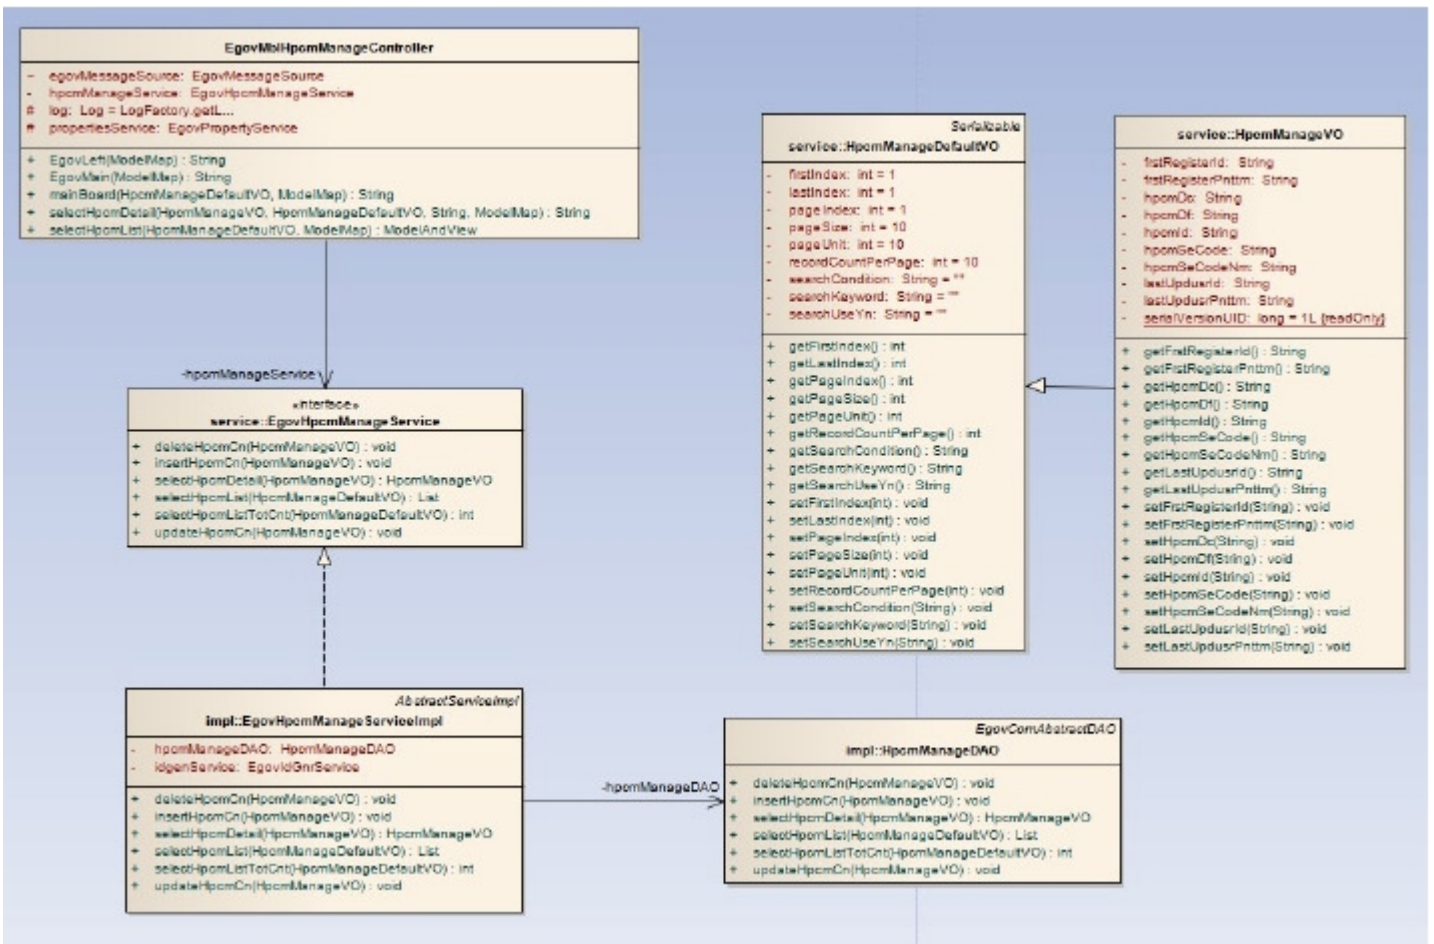 EgovMblHpcmManageController
- egovMessageSource: EgovMessageSource
- hpcmManageService: EgovHpcmManageService
# log: Log = LogFactory.getL...
# propertiesService: EgovPropertyService
+ EgovLeft(ModelMap) : String
+ EgovMain(ModelMap) : String
+ mainBoard(HpcmManageDefaultVO, ModelMap) : String
+ selectHpcmDetail(HpcmManageVO, HpcmManageDefaultVO, String, ModelMap) : String
+ selectHpcmList(HpcmManageDefaultVO, ModelMap) : ModelAndView
-hpcmManageService
«interface»
service::EgovHpcmManageService
+ deleteHpcmCn(HpcmManageVO) : void
+ insertHpcmCn(HpcmManageVO) : void
+ selectHpcmDetail(HpcmManageVO) : HpcmManageVO
+ selectHpcmList(HpcmManageDefaultVO) : List
+ selectHpcmListTotCnt(HpcmManageDefaultVO) : int
+ updateHpcmCn(HpcmManageVO) : void
Serializable
service::HpcmManageDefaultVO
- firstIndex: int = 1
- lastIndex: int = 1
- pageIndex: int = 1
- pageSize: int = 10
- pageUnit: int = 10
- recordCountPerPage: int = 10
- searchCondition: String = ""
- searchKeyword: String = ""
- searchUseYn: String = ""
+ getFirstIndex() : int
+ getLastIndex() : int
+ getPageIndex() : int
+ getPageSize() : int
+ getPageUnit() : int
+ getRecordCountPerPage() : int
+ getSearchCondition() : String
+ getSearchKeyword() : String
+ getSearchUseYn() : String
+ setFirstIndex(int) : void
+ setLastIndex(int) : void
+ setPageIndex(int) : void
+ setPageSize(int) : void
+ setPageUnit(int) : void
+ setRecordCountPerPage(int) : void
+ setSearchCondition(String) : void
+ setSearchKeyword(String) : void
+ setSearchUseYn(String) : void
service::HpcmManageVO
- frstRegisterId: String
- frstRegisterPnttm: String
- hpcmDc: String
- hpcmDf: String
- hpcmId: String
- hpcmSeCode: String
- hpcmSeCodeNm: String
- lastUpdusrId: String
- lastUpdusrPnttm: String
- serialVersionUID: long = 1L {readOnly}
+ getFrstRegisterId() : String
+ getFrstRegisterPnttm() : String
+ getHpcmDc() : String
+ getHpcmDf() : String
+ getHpcmId() : String
+ getHpcmSeCode() : String
+ getHpcmSeCodeNm() : String
+ getLastUpdusrId() : String
+ getLastUpdusrPnttm() : String
+ setFrstRegisterId(String) : void
+ setFrstRegisterPnttm(String) : void
+ setHpcmDc(String) : void
+ setHpcmDf(String) : void
+ setHpcmId(String) : void
+ setHpcmSeCode(String) : void
+ setHpcmSeCodeNm(String) : void
+ setLastUpdusrId(String) : void
+ setLastUpdusrPnttm(String) : void
AbstractServiceImpl
impl::EgovHpcmManageServiceImpl
- hpcmManageDAO: HpcmManageDAO
- idgenService: EgovIdGnrService
+ deleteHpcmCn(HpcmManageVO) : void
+ insertHpcmCn(HpcmManageVO) : void
+ selectHpcmDetail(HpcmManageVO) : HpcmManageVO
+ selectHpcmList(HpcmManageDefaultVO) : List
+ selectHpcmListTotCnt(HpcmManageDefaultVO) : int
+ updateHpcmCn(HpcmManageVO) : void
-hpcmManageDAO
EgovComAbstractDAO
impl::HpcmManageDAO
+ deleteHpcmCn(HpcmManageVO) : void
+ insertHpcmCn(HpcmManageVO) : void
+ selectHpcmDetail(HpcmManageVO) : HpcmManageVO
+ selectHpcmList(HpcmManageDefaultVO) : List
+ selectHpcmListTotCnt(HpcmManageDefaultVO) : int
+ updateHpcmCn(HpcmManageVO) : void